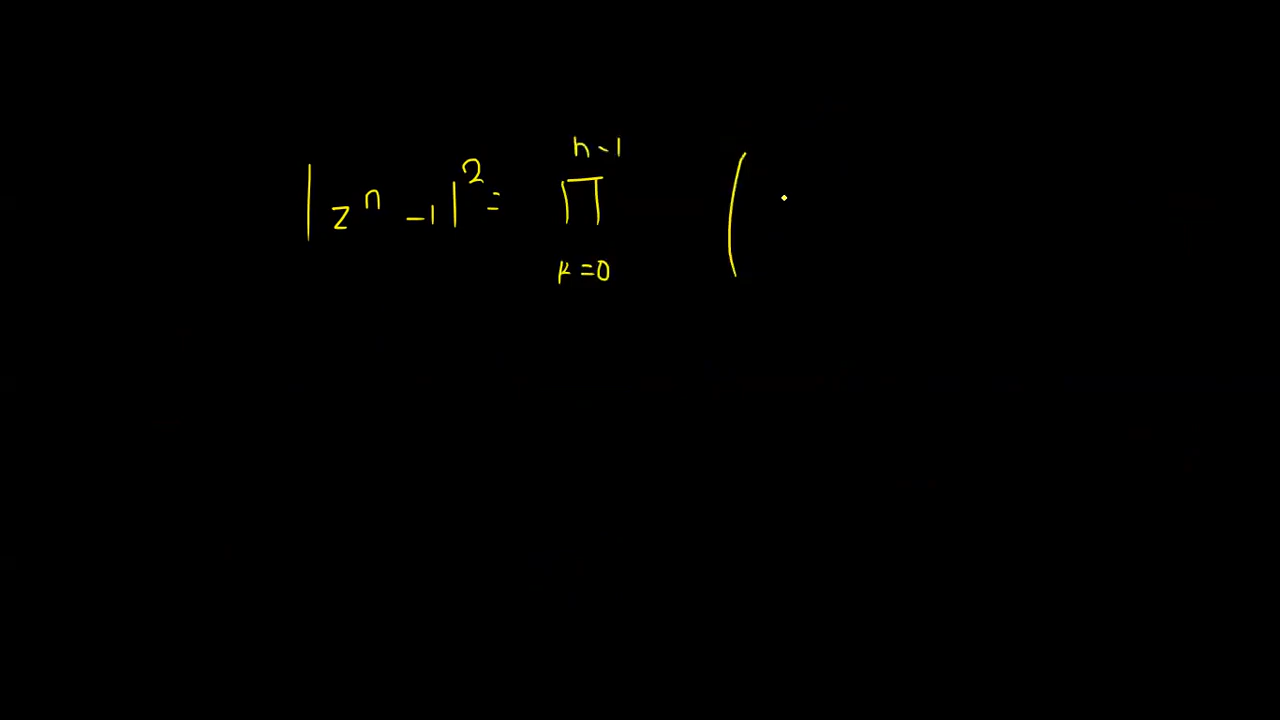 |z^n - 1|^2 = ∏_{k=0}^{n-1} (